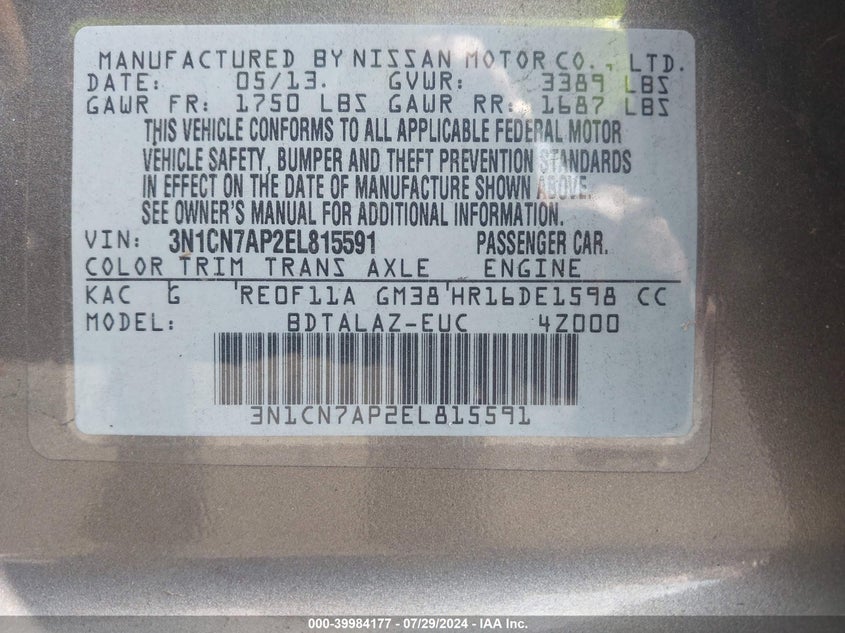 MANUFACTURED BY NISSAN MOTOR CO., LTD.
DATE: 05/13. GVWR: 3389 LBS
GAWR FR: 1750 LBS GAWR RR: 1687 LBS
THIS VEHICLE CONFORMS TO ALL APPLICABLE FEDERAL MOTOR
VEHICLE SAFETY, BUMPER AND THEFT PREVENTION STANDARDS
IN EFFECT ON THE DATE OF MANUFACTURE SHOWN ABOVE.
SEE OWNER'S MANUAL FOR ADDITIONAL INFORMATION.
VIN: 3N1CN7AP2EL815591 PASSENGER CAR.
COLOR TRIM TRANS AXLE ENGINE
KAC G RE0F11A GM38 HR16DE1598 CC
MODEL: BDTALAZ-EUC 4Z000
3N1CN7AP2EL815591
000-39984177 - 07/29/2024 - IAA Inc.